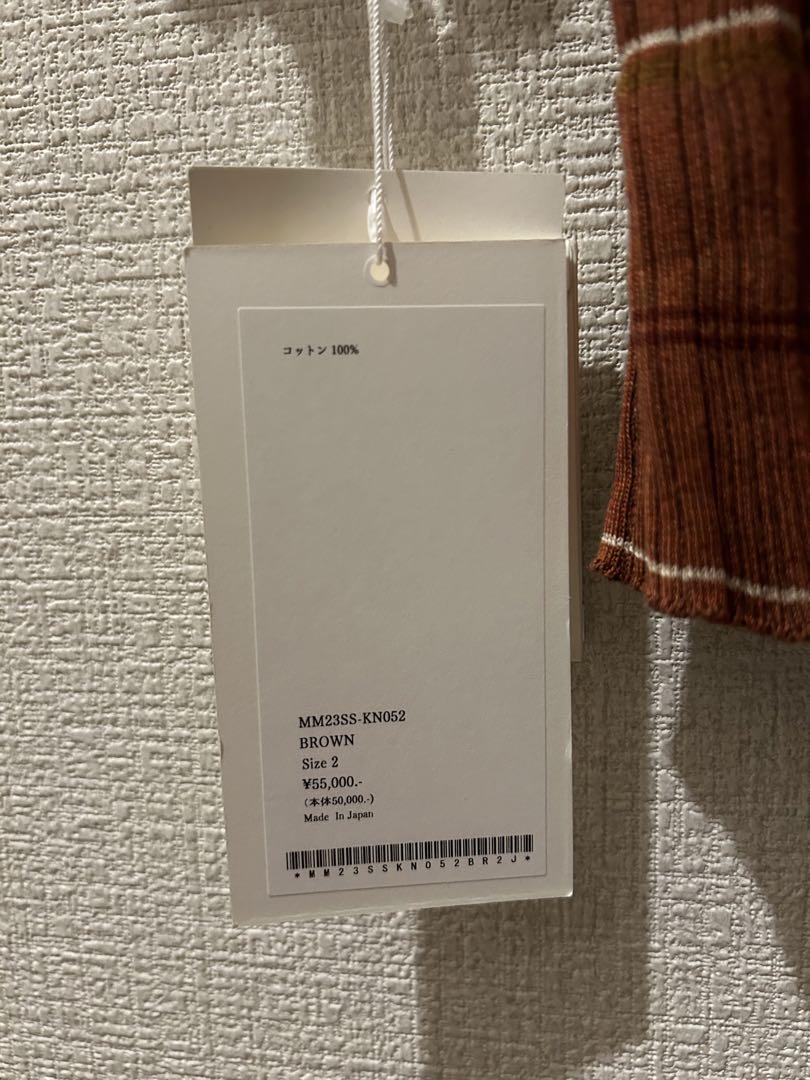 コットン 100%
MM23SS-KN052
BROWN
Size 2
¥55,000.-
(本体50,000.-)
Made In Japan
*MM23SSKN052BR2J*